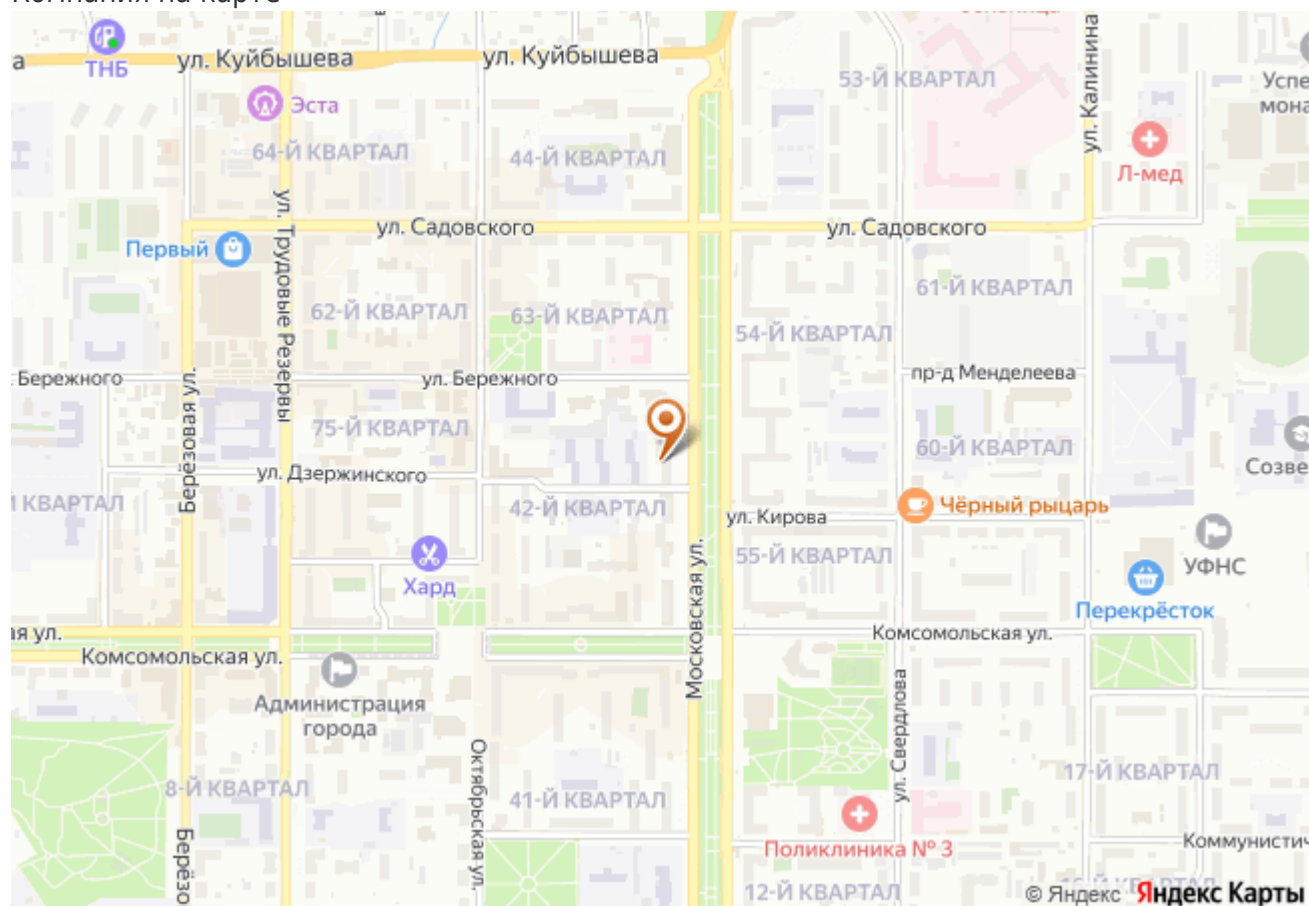 ул. Куйбышева
ул. Куйбышева
ТНБ
Эста
53-Й КВАРТАЛ
ул. Калинина
64-Й КВАРТАЛ
44-Й КВАРТАЛ
Л-мед
ул. Трудовые Резервы
ул. Садовского
ул. Садовского
Первый
62-Й КВАРТАЛ
63-Й КВАРТАЛ
61-Й КВАРТАЛ
54-Й КВАРТАЛ
Бережного
ул. Бережного
пр-д Менделеева
Берёзовая ул.
75-Й КВАРТАЛ
60-Й КВАРТАЛ
ул. Дзержинского
Созве
КВАРТАЛ
42-Й КВАРТАЛ
ул. Кирова
Чёрный рыцарь
55-Й КВАРТАЛ
УФНС
Хард
Московская ул.
Перекрёсток
ая ул.
Комсомольская ул.
Комсомольская ул.
Администрация
города
ул. Свердлова
Октябрьская ул.
8-Й КВАРТАЛ
41-Й КВАРТАЛ
17-Й КВАРТАЛ
Поликлиника № 3
Берёзо
Коммунистич
12-Й КВАРТАЛ
© Яндекс Яндекс Карты